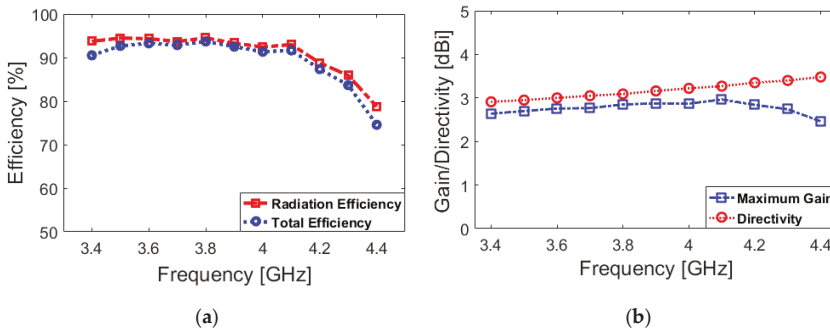 100
90
80
70
60
50
Efficiency [%]
Radiation Efficiency
Total Efficiency
3.4 3.6 3.8 4 4.2 4.4
Frequency [GHz]
(a)
5
4
3
2
1
0
Gain/Directivity [dBi]
Maximum Gain
Directivity
3.4 3.6 3.8 4 4.2 4.4
Frequency [GHz]
(b)